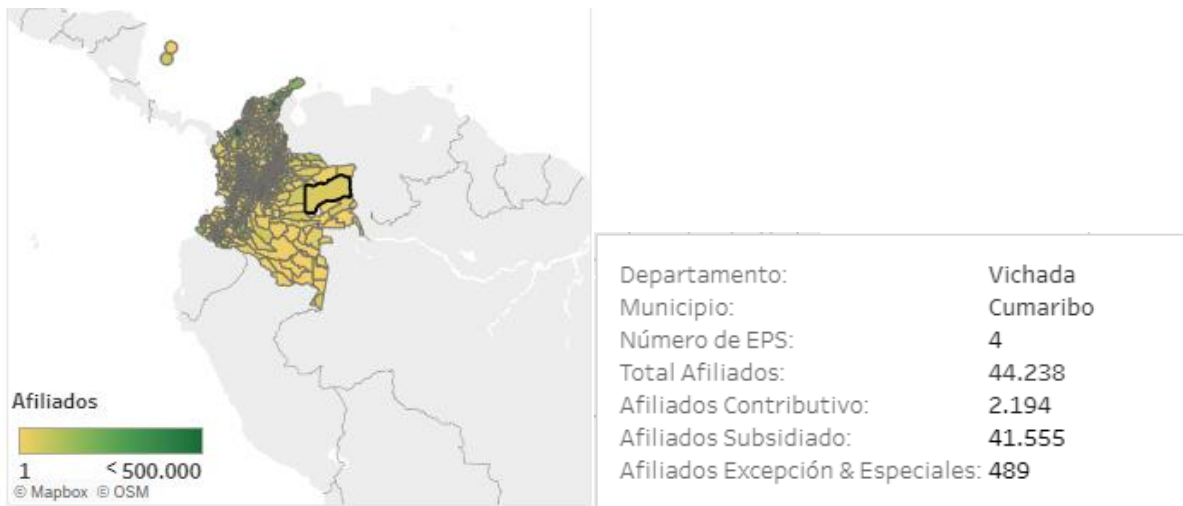 Afiliados
1 < 500.000
© Mapbox © OSM
Departamento: Vichada
Municipio: Cumaribo
Número de EPS: 4
Total Afiliados: 44.238
Afiliados Contributivo: 2.194
Afiliados Subsidiado: 41.555
Afiliados Excepción & Especiales: 489